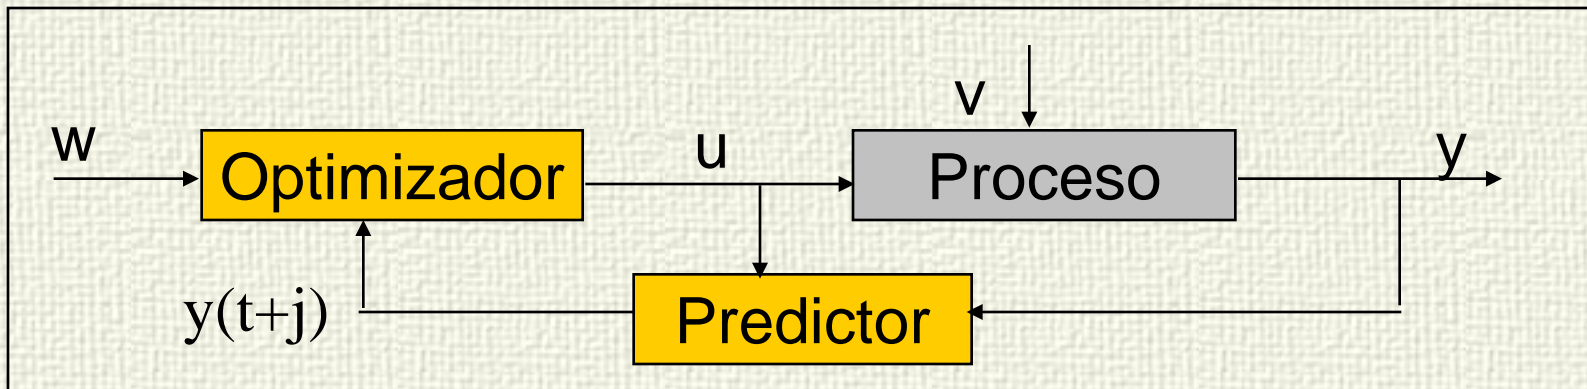 v
w
Optimizador
u
Proceso
y
y(t+j)
Predictor